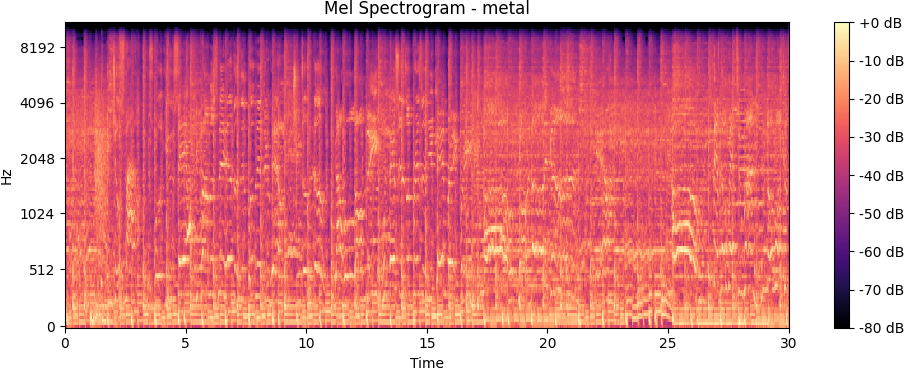 Mel Spectrogram - metal
8192
4096
2048
1024
512
0
Hz
0 5 10 15 20 25 30
Time
+0 dB
-10 dB
-20 dB
-30 dB
-40 dB
-50 dB
-60 dB
-70 dB
-80 dB